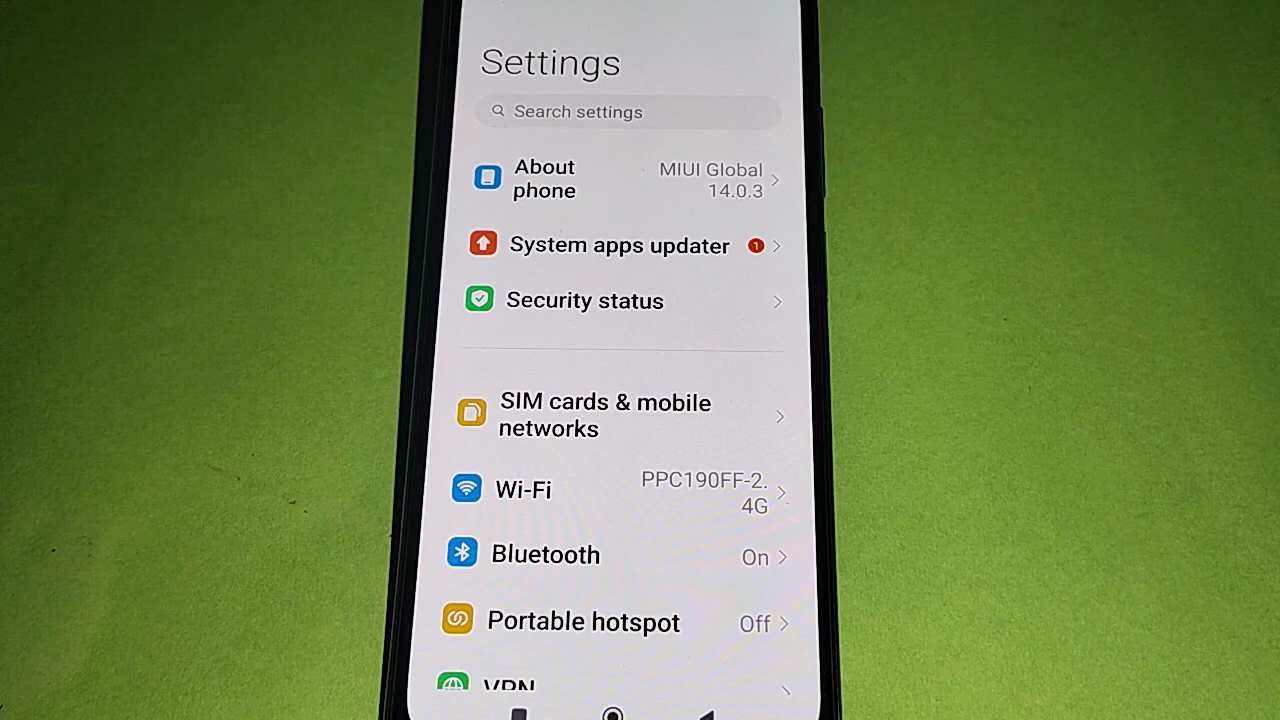 Settings
Search settings
About
phone
MIUI Global
14.0.3
System apps updater
1
Security status
SIM cards & mobile
networks
Wi-Fi
PPC190FF-2.
4G
Bluetooth
On
Portable hotspot
Off
VPN